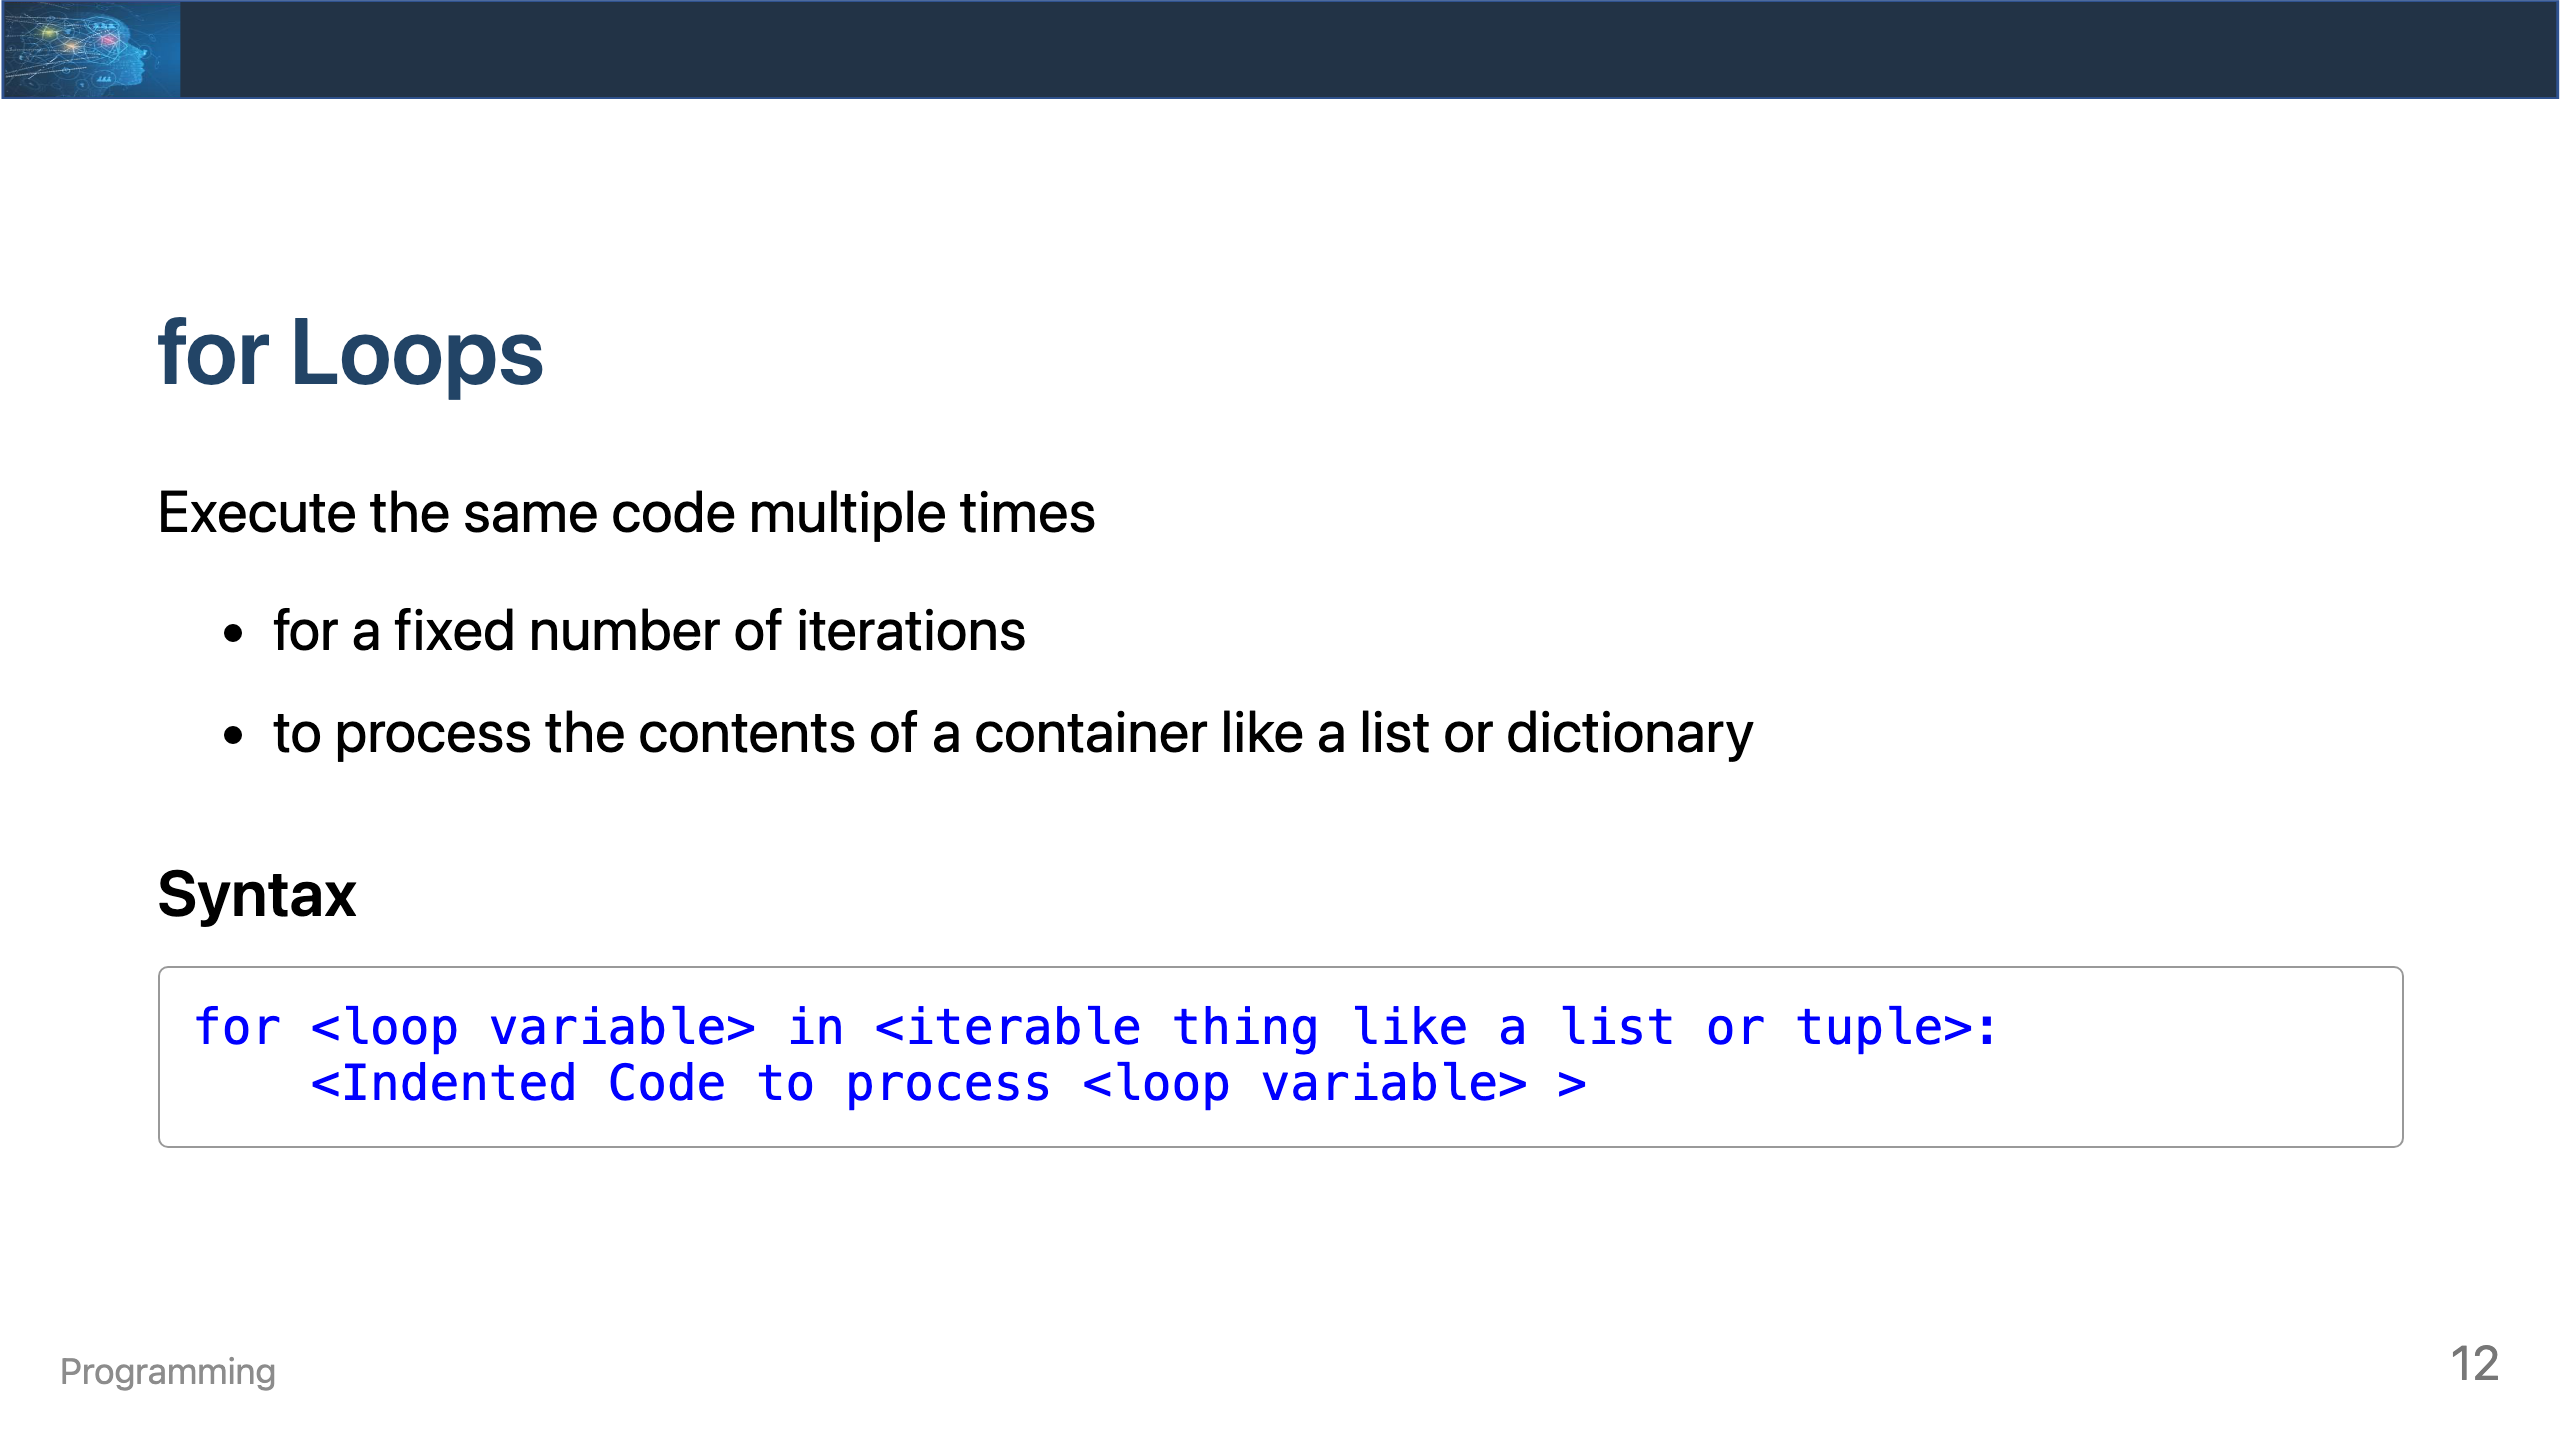 for Loops
Execute the same code multiple times
• for a fixed number of iterations
• to process the contents of a container like a list or dictionary
Syntax
for <loop variable> in <iterable thing like a list or tuple>:
    <Indented Code to process <loop variable> >
Programming
12